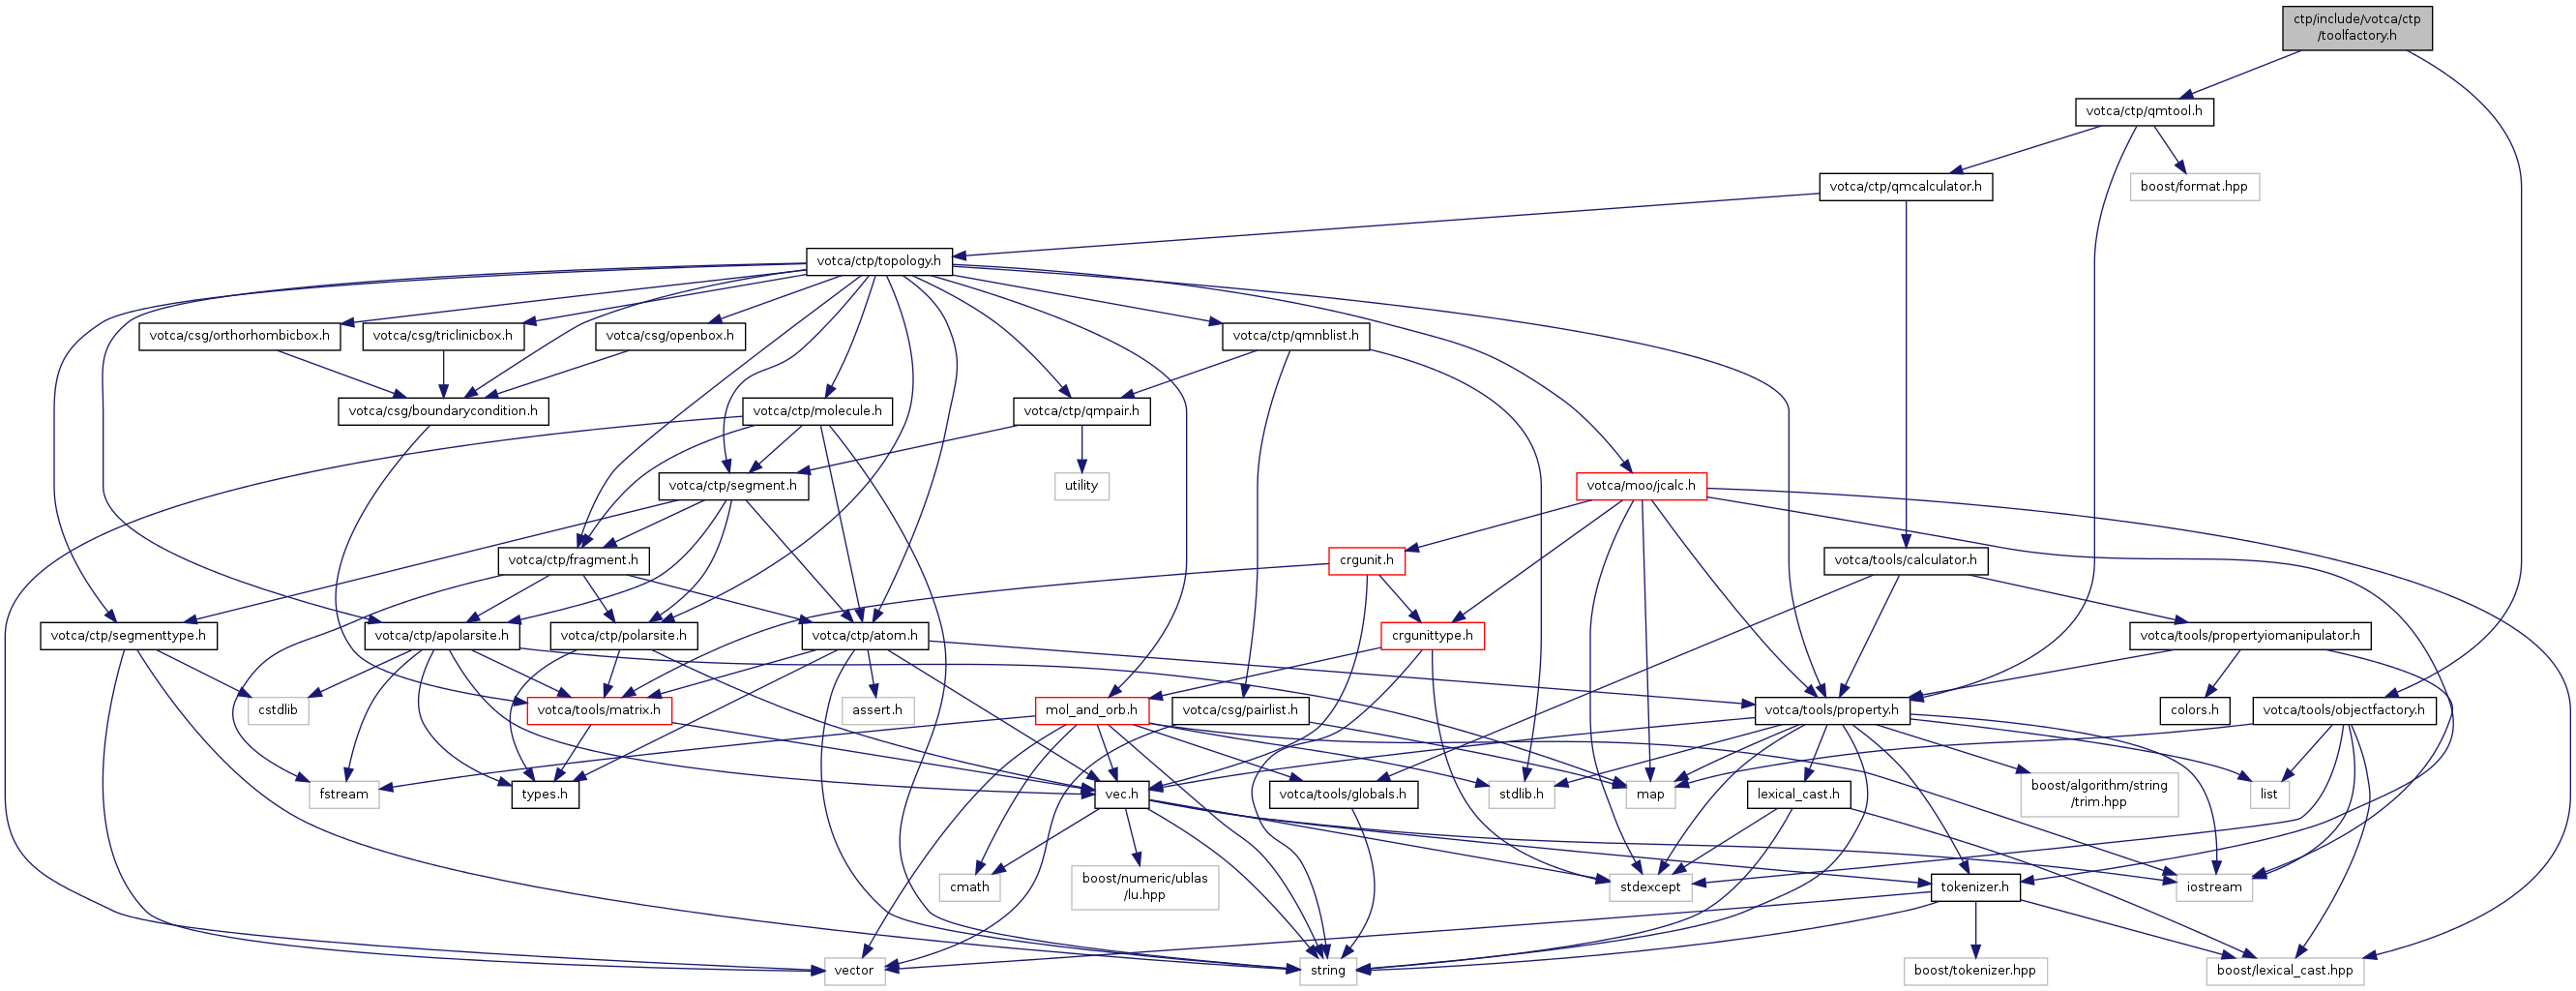 ctp/include/votca/ctp
/toolfactory.h
votca/ctp/qmtool.h
votca/ctp/qmcalculator.h
boost/format.hpp
votca/ctp/topology.h
votca/csg/orthorhombicbox.h
votca/csg/triclinicbox.h
votca/csg/openbox.h
votca/ctp/qmnblist.h
votca/csg/boundarycondition.h
votca/ctp/molecule.h
votca/ctp/qmpair.h
votca/ctp/segment.h
utility
votca/moo/jcalc.h
votca/ctp/fragment.h
crgunit.h
votca/tools/calculator.h
votca/ctp/segmenttype.h
votca/ctp/apolarsite.h
votca/ctp/polarsite.h
votca/ctp/atom.h
crgunittype.h
votca/tools/propertyiomanipulator.h
cstdlib
votca/tools/matrix.h
assert.h
mol_and_orb.h
votca/csg/pairlist.h
votca/tools/property.h
colors.h
votca/tools/objectfactory.h
fstream
types.h
vec.h
votca/tools/globals.h
stdlib.h
map
lexical_cast.h
boost/algorithm/string
/trim.hpp
list
cmath
boost/numeric/ublas
/lu.hpp
stdexcept
tokenizer.h
iostream
vector
string
boost/tokenizer.hpp
boost/lexical_cast.hpp